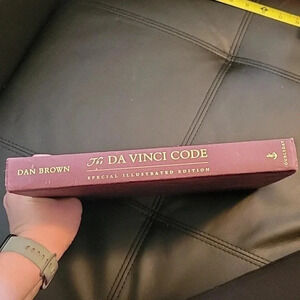 DAN BROWN
The DA VINCI CODE
SPECIAL ILLUSTRATED EDITION
DOUBLEDAY